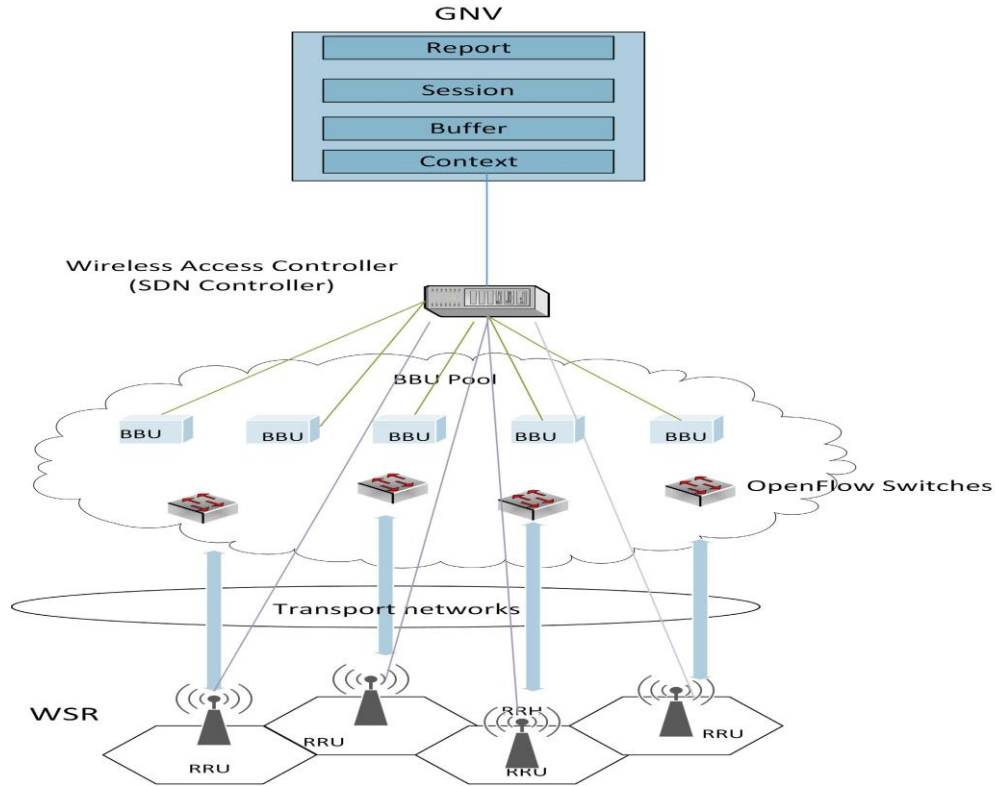 GNV
Report
Session
Buffer
Context
Wireless Access Controller
(SDN Controller)
BBU Pool
BBU
BBU
BBU
BBU
BBU
OpenFlow Switches
Transport networks
WSR
RRH
RRU
RRU
RRU
RRU